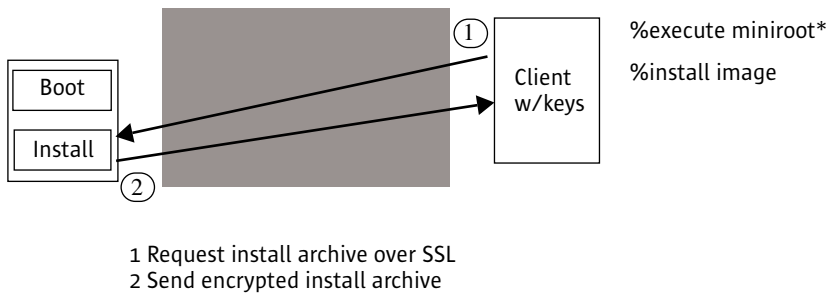 1
%execute miniroot*
Client
w/keys
%install image
Boot
Install
2
1 Request install archive over SSL
2 Send encrypted install archive